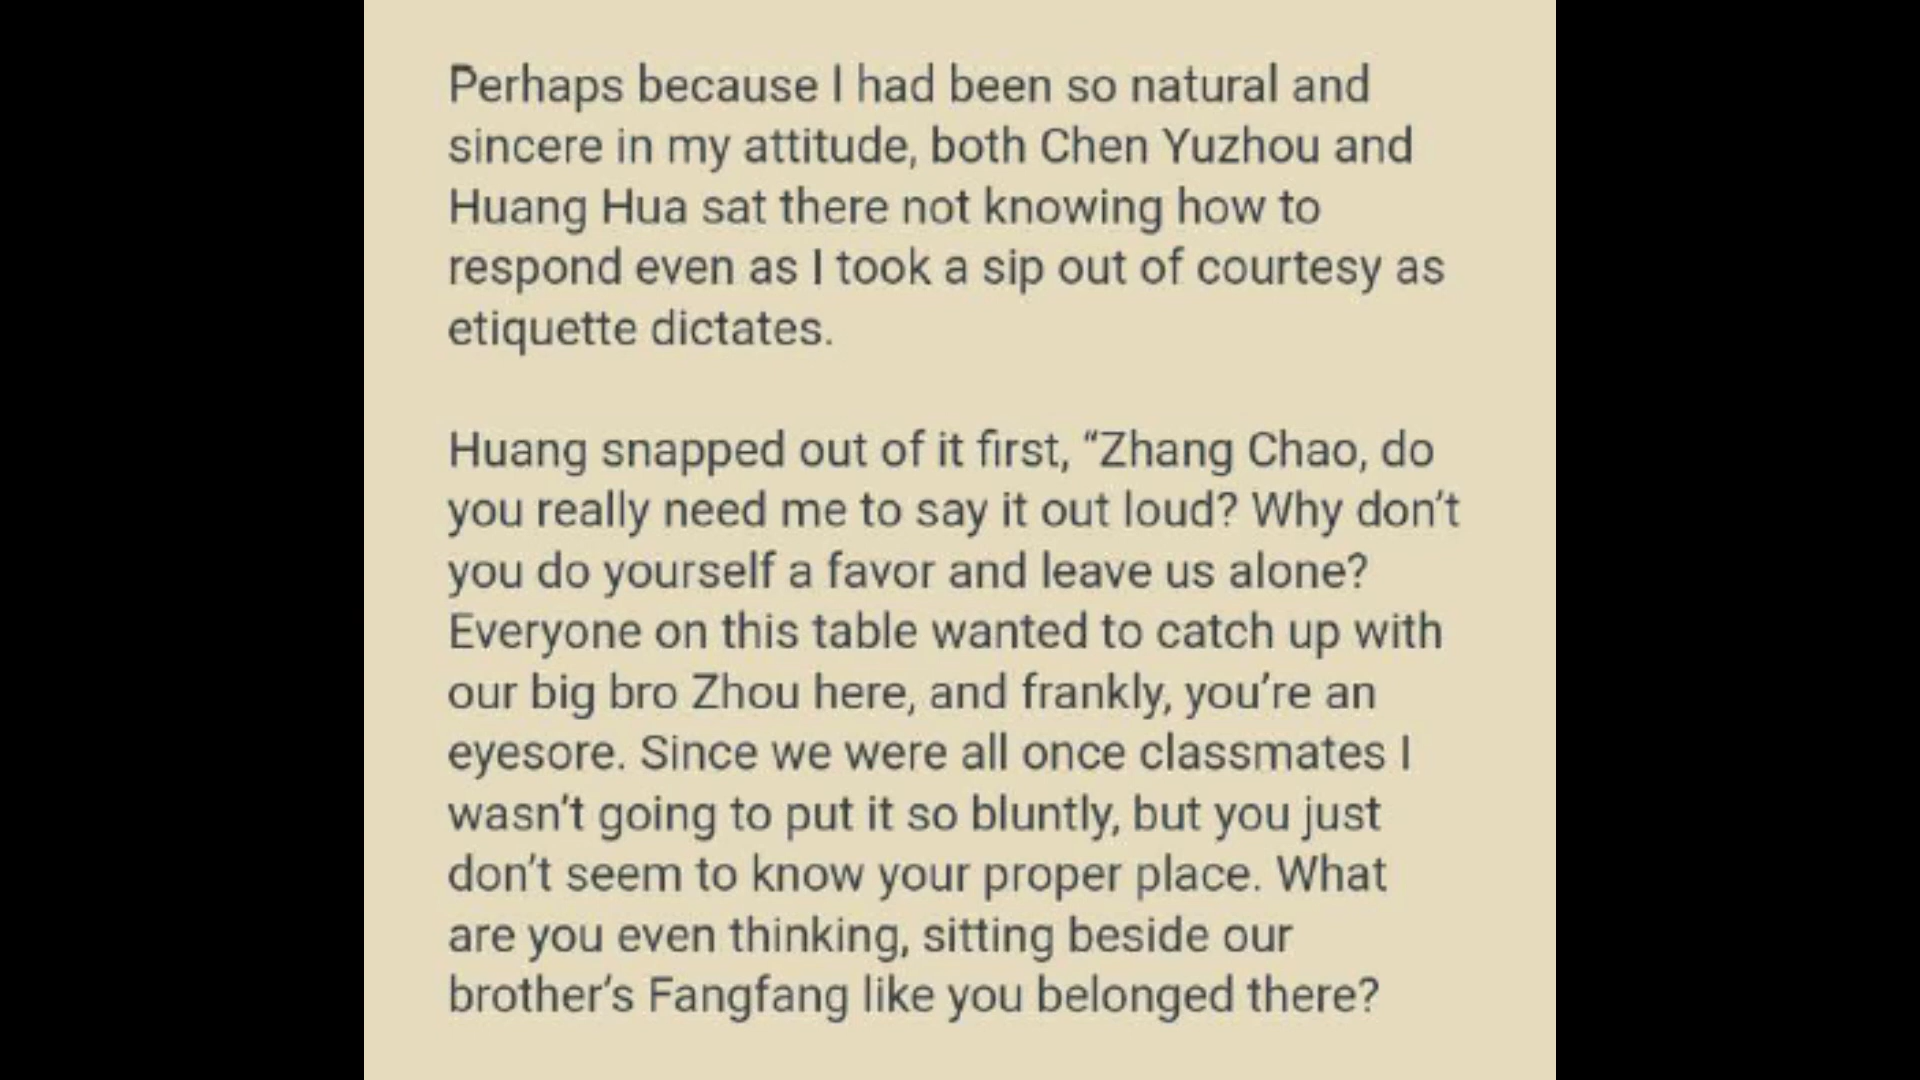 Perhaps because I had been so natural and
sincere in my attitude, both Chen Yuzhou and
Huang Hua sat there not knowing how to
respond even as I took a sip out of courtesy as
etiquette dictates.
Huang snapped out of it first, “Zhang Chao, do
you really need me to say it out loud? Why don’t
you do yourself a favor and leave us alone?
Everyone on this table wanted to catch up with
our big bro Zhou here, and frankly, you’re an
eyesore. Since we were all once classmates I
wasn’t going to put it so bluntly, but you just
don’t seem to know your proper place. What
are you even thinking, sitting beside our
brother’s Fangfang like you belonged there?